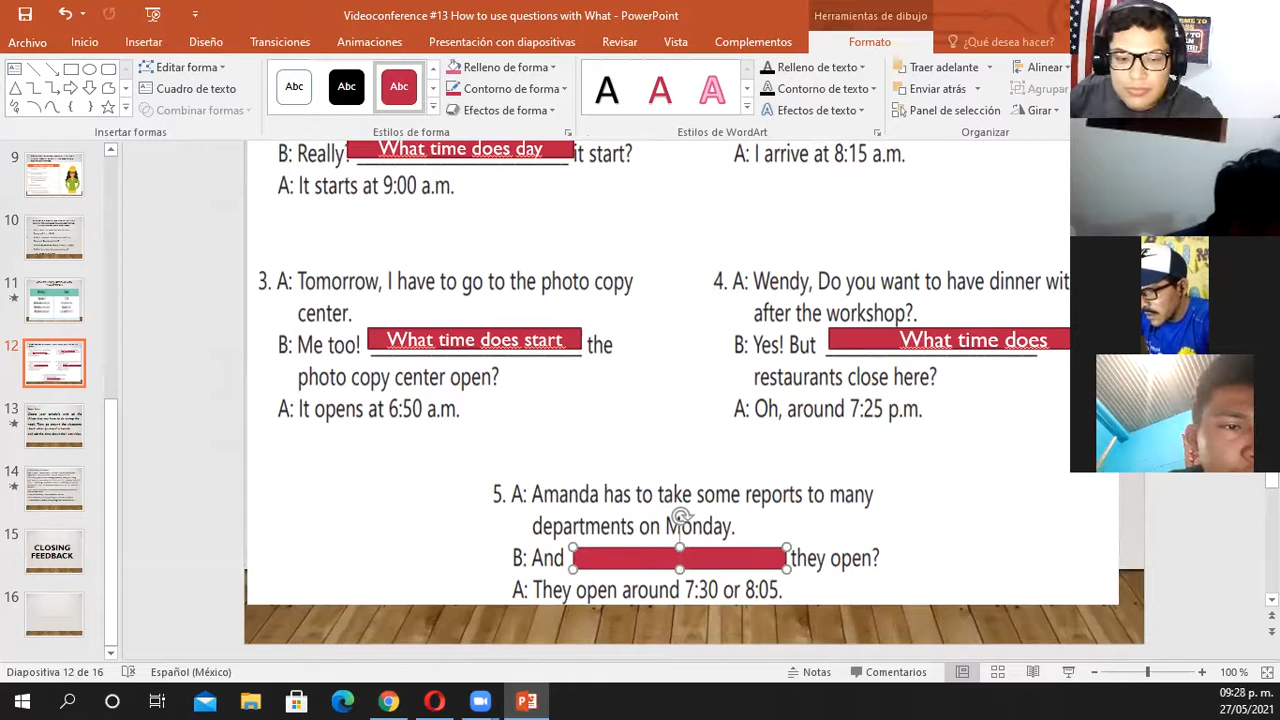 Videoconference #13 How to use questions with What - PowerPoint
Herramientas de dibujo
Archivo Inicio Insertar Diseño Transiciones Animaciones Presentación con diapositivas Revisar Vista Complementos Formato ¿Qué desea hacer?
Editar forma
Cuadro de texto
Combinar formas
Insertar formas
Abc Abc Abc
Relleno de forma
Contorno de forma
Efectos de forma
Estilos de forma
A A A
Relleno de texto
Contorno de texto
Efectos de texto
Estilos de WordArt
Traer adelante
Enviar atrás
Panel de selección
Alinear
Agrupar
Girar
Organizar
9
10
11
12
13
14
15
CLOSING
FEEDBACK
16
B: Really? What time does day it start?
A: It starts at 9:00 a.m.
A: I arrive at 8:15 a.m.
3. A: Tomorrow, I have to go to the photo copy
center.
B: Me too! What time does start the
photo copy center open?
A: It opens at 6:50 a.m.
4. A: Wendy, Do you want to have dinner wit
after the workshop?.
B: Yes! But What time does
restaurants close here?
A: Oh, around 7:25 p.m.
5. A: Amanda has to take some reports to many
departments on Monday.
B: And they open?
A: They open around 7:30 or 8:05.
Diapositiva 12 de 16 Español (México) Notas Comentarios 100 %
09:28 p. m.
27/05/2021